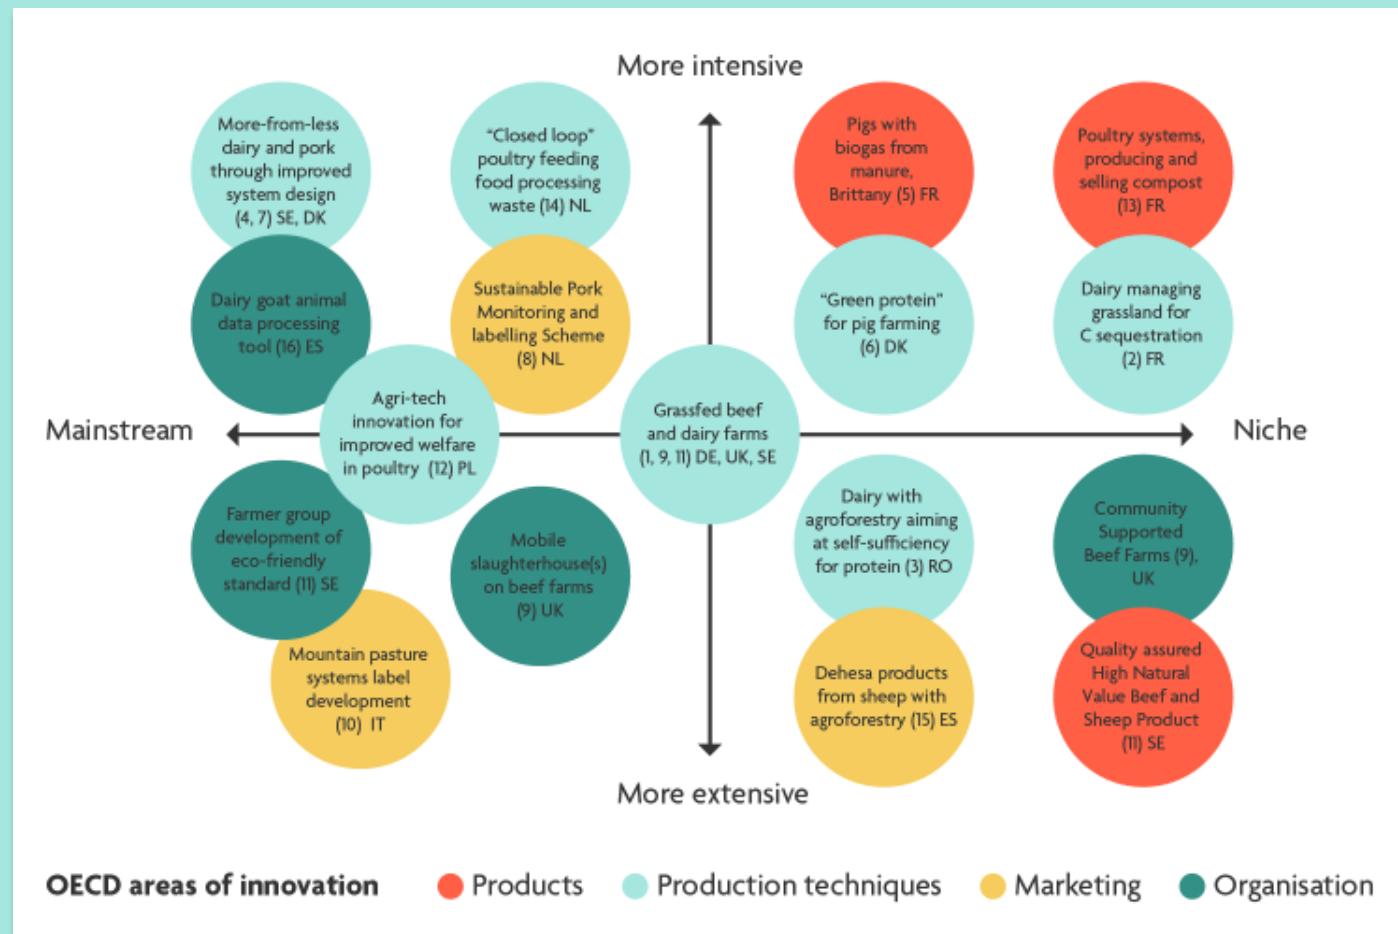 More intensive
More-from-less
dairy and pork
through improved
system design
(4, 7) SE, DK
“Closed loop”
poultry feeding
food processing
waste (14) NL
Pigs with
biogas from
manure,
Brittany (5) FR
Poultry systems,
producing and
selling compost
(13) FR
Dairy goat animal
data processing
tool (16) ES
Sustainable Pork
Monitoring and
labelling Scheme
(8) NL
“Green protein”
for pig farming
(6) DK
Dairy managing
grassland for
C sequestration
(2) FR
Mainstream
Agri-tech
innovation for
improved welfare
in poultry (12) PL
Grassfed beef
and dairy farms
(1, 9, 11) DE, UK, SE
Niche
Farmer group
development of
eco-friendly
standard (11) SE
Mobile
slaughterhouse(s)
on beef farms
(9) UK
Dairy with
agroforestry aiming
at self-sufficiency
for protein (3) RO
Community
Supported
Beef Farms (9),
UK
Mountain pasture
systems label
development
(10) IT
Dehesa products
from sheep with
agroforestry (15) ES
Quality assured
High Natural
Value Beef and
Sheep Product
(11) SE
More extensive
OECD areas of innovation
Products
Production techniques
Marketing
Organisation